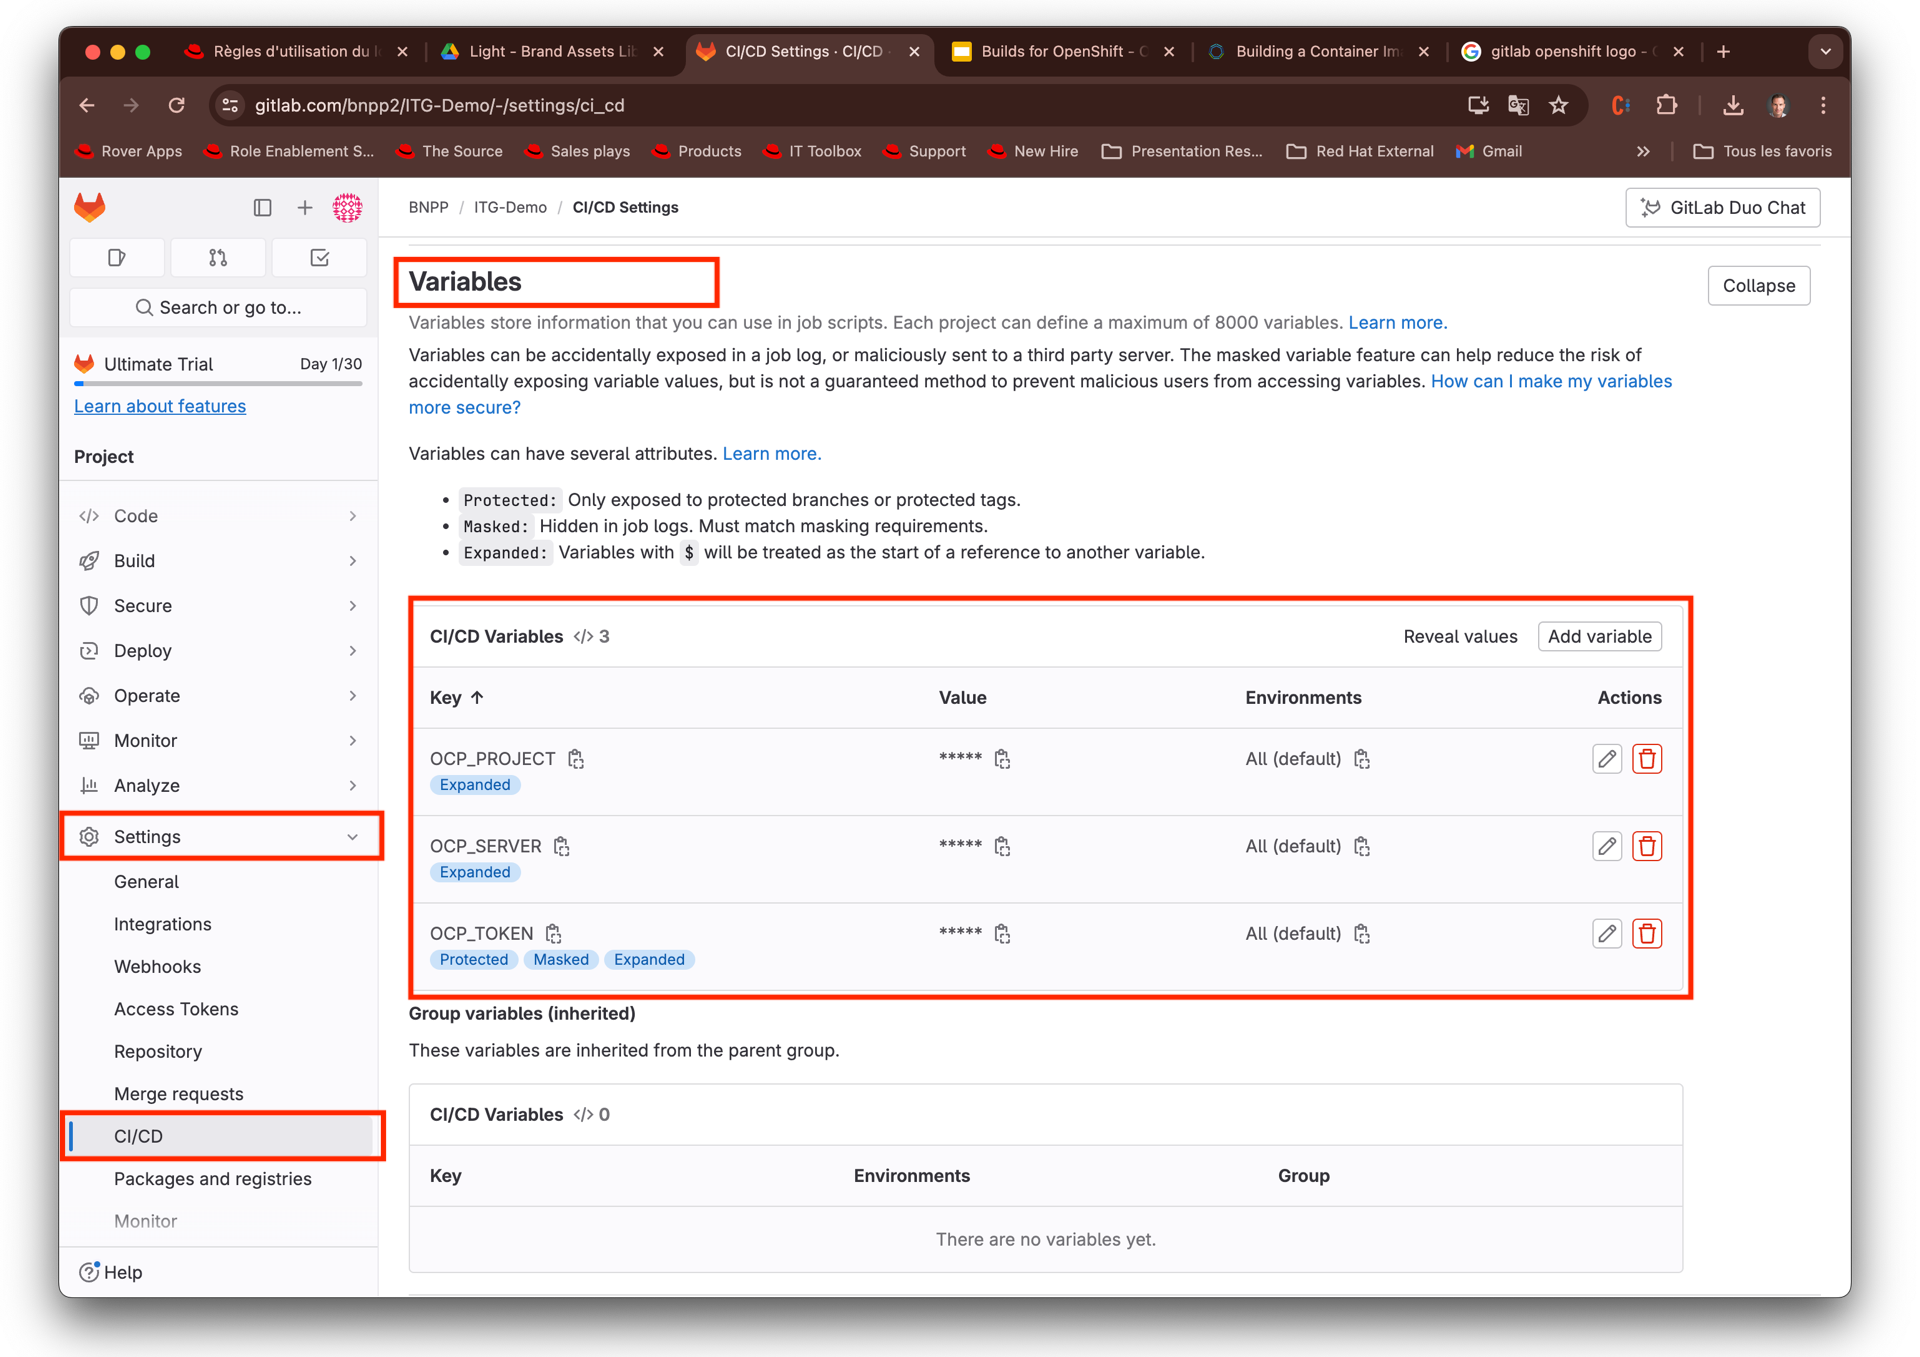 Règles d'utilisation du l
Light - Brand Assets Lib
CI/CD Settings · CI/CD ·
Builds for OpenShift -
Building a Container Im
gitlab openshift logo -
gitlab.com/bnpp2/ITG-Demo/-/settings/ci_cd
Rover Apps
Role Enablement S...
The Source
Sales plays
Products
IT Toolbox
Support
New Hire
Presentation Res...
Red Hat External
Gmail
Tous les favoris
BNPP / ITG-Demo / CI/CD Settings
GitLab Duo Chat
Search or go to...
Ultimate Trial Day 1/30
Learn about features
Project
Code
Build
Secure
Deploy
Operate
Monitor
Analyze
Settings
General
Integrations
Webhooks
Access Tokens
Repository
Merge requests
CI/CD
Packages and registries
Monitor
Help
Variables
Collapse
Variables store information that you can use in job scripts. Each project can define a maximum of 8000 variables. Learn more.
Variables can be accidentally exposed in a job log, or maliciously sent to a third party server. The masked variable feature can help reduce the risk of
accidentally exposing variable values, but is not a guaranteed method to prevent malicious users from accessing variables. How can I make my variables
more secure?
Variables can have several attributes. Learn more.
• Protected: Only exposed to protected branches or protected tags.
• Masked: Hidden in job logs. Must match masking requirements.
• Expanded: Variables with $ will be treated as the start of a reference to another variable.
CI/CD Variables </> 3 Reveal values Add variable
Key ↑ Value Environments Actions
OCP_PROJECT ***** All (default)
Expanded
OCP_SERVER ***** All (default)
Expanded
OCP_TOKEN ***** All (default)
Protected Masked Expanded
Group variables (inherited)
These variables are inherited from the parent group.
CI/CD Variables </> 0
Key Environments Group
There are no variables yet.